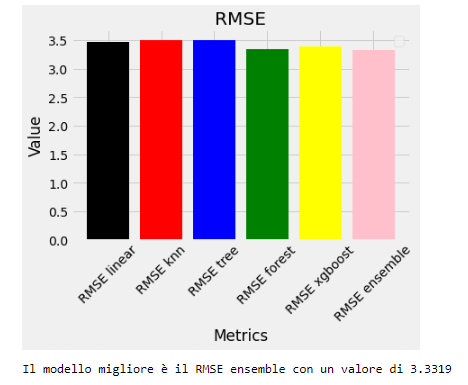 RMSE
3.5
3.0
2.5
2.0
1.5
1.0
0.5
0.0
Value
RMSE linear
RMSE knn
RMSE tree
RMSE forest
RMSE xgboost
RMSE ensemble
Metrics
Il modello migliore è il RMSE ensemble con un valore di 3.3319